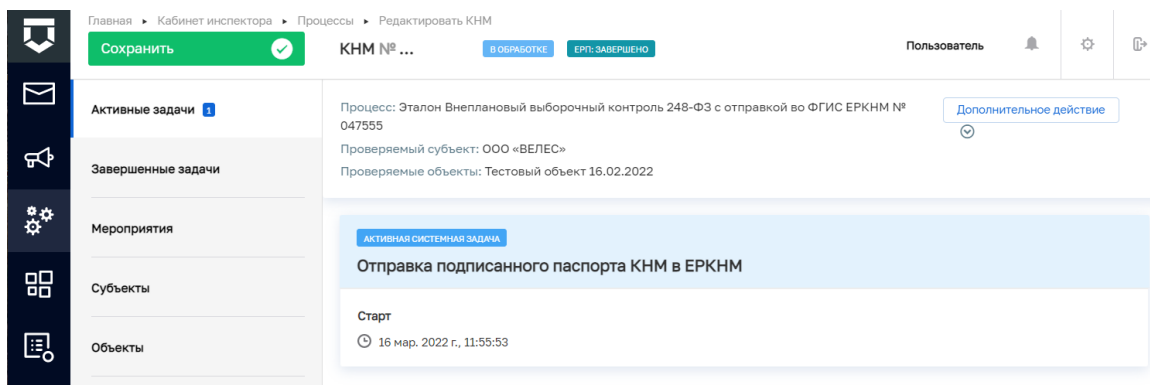 Главная ▸ Кабинет инспектора ▸ Процессы ▸ Редактировать КНМ
Сохранить
КНМ № ...
В ОБРАБОТКЕ
ЕРП: ЗАВЕРШЕНО
Пользователь
Активные задачи 1
Завершенные задачи
Мероприятия
Субъекты
Объекты
Процесс: Эталон Внеплановый выборочный контроль 248-ФЗ с отправкой во ФГИС ЕРКНМ №
047555
Проверяемый субъект: ООО «ВЕЛЕС»
Проверяемые объекты: Тестовый объект 16.02.2022
Дополнительное действие
АКТИВНАЯ СИСТЕМНАЯ ЗАДАЧА
Отправка подписанного паспорта КНМ в ЕРКНМ
Старт
16 мар. 2022 г., 11:55:53